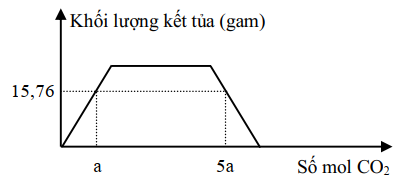 Khối lượng kết tủa (gam)
15,76
a
5a
Số mol CO₂